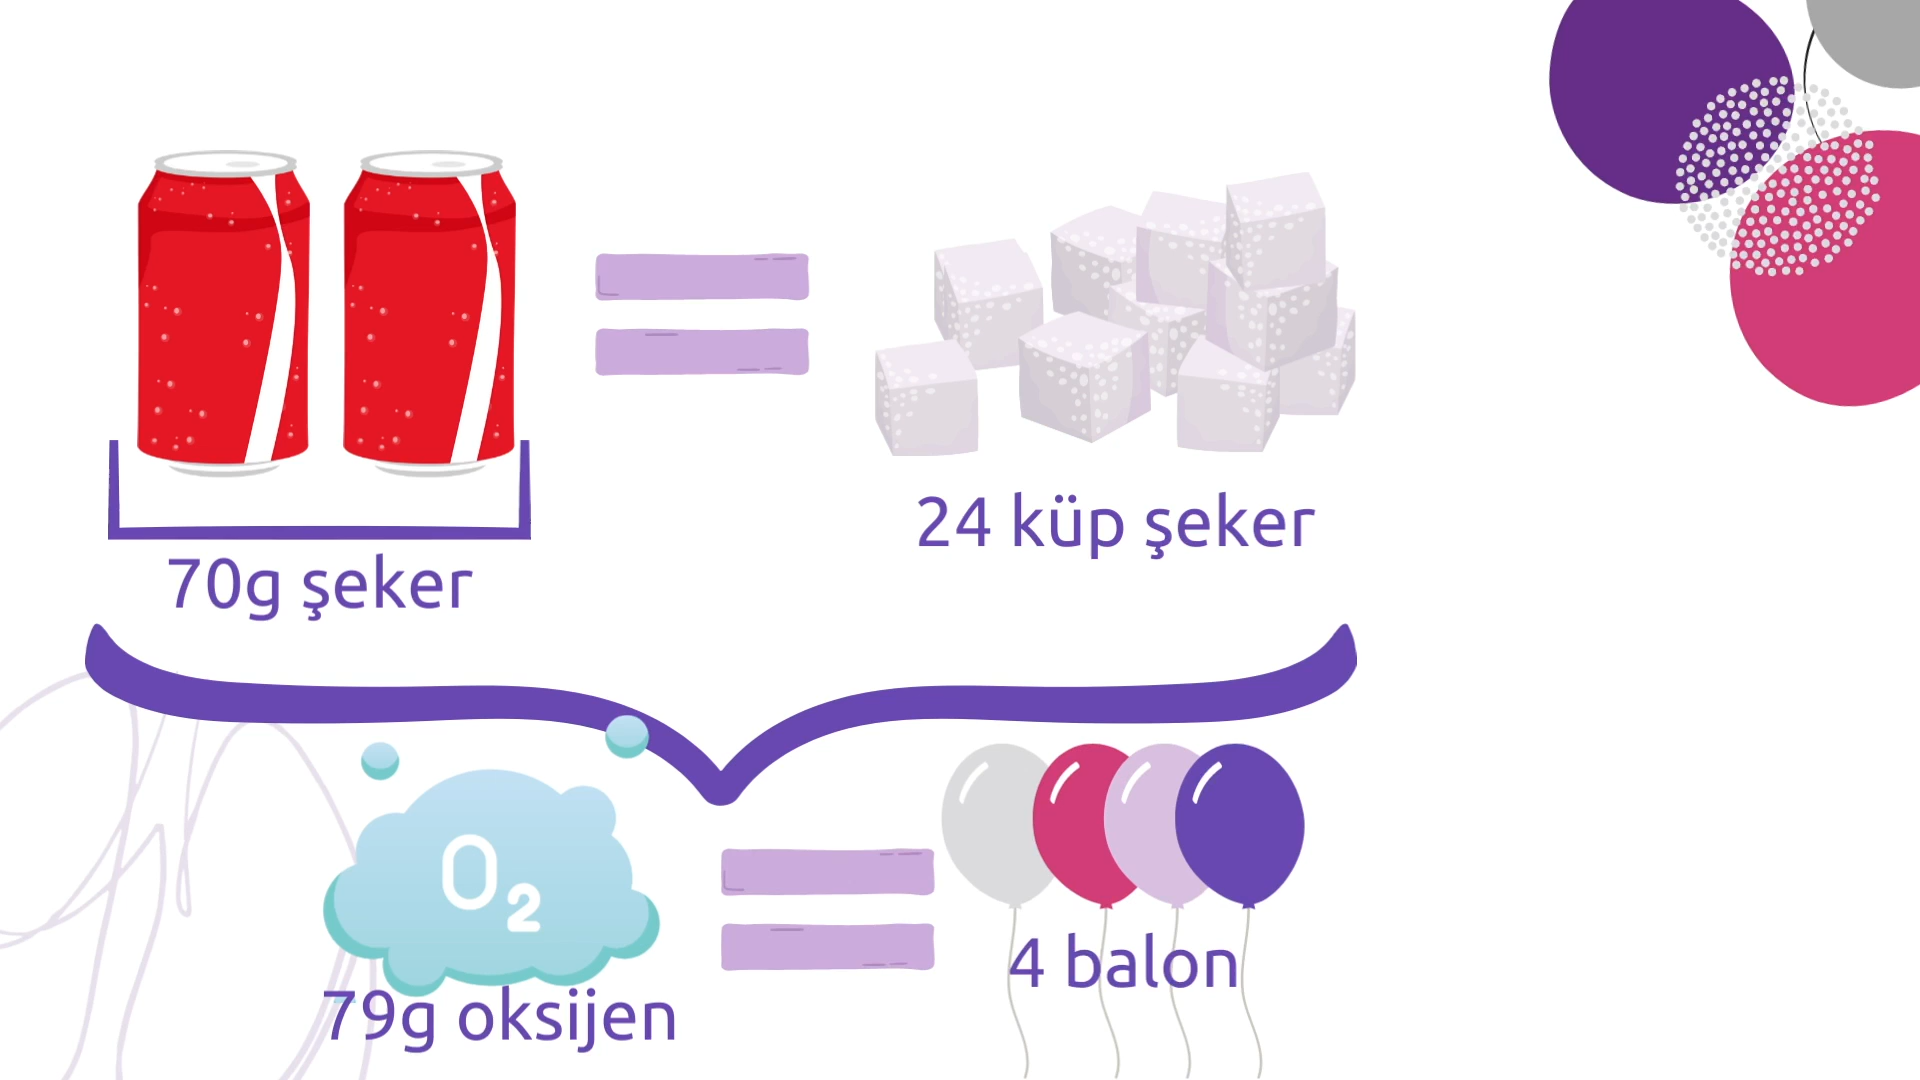 70g şeker
24 küp şeker
O₂
79g oksijen
4 balon